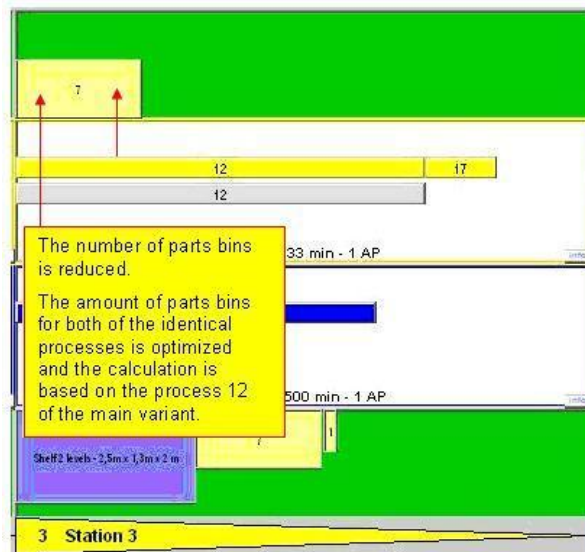 7
12 17
12
The number of parts bins
is reduced.
33 min - 1 AP
The amount of parts bins
for both of the identical
processes is optimized
and the calculation is
based on the process 12
of the main variant.
500 min - 1 AP
7 1
Shelf 2 levels - 2,5m x 1,3m x 2 m
3 Station 3